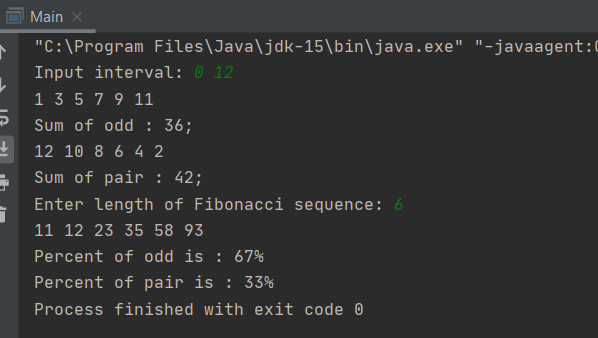 Main
"C:\Program Files\Java\jdk-15\bin\java.exe" "-javaagent:
Input interval: 0 12
1 3 5 7 9 11
Sum of odd : 36;
12 10 8 6 4 2
Sum of pair : 42;
Enter length of Fibonacci sequence: 6
11 12 23 35 58 93
Percent of odd is : 67%
Percent of pair is : 33%
Process finished with exit code 0